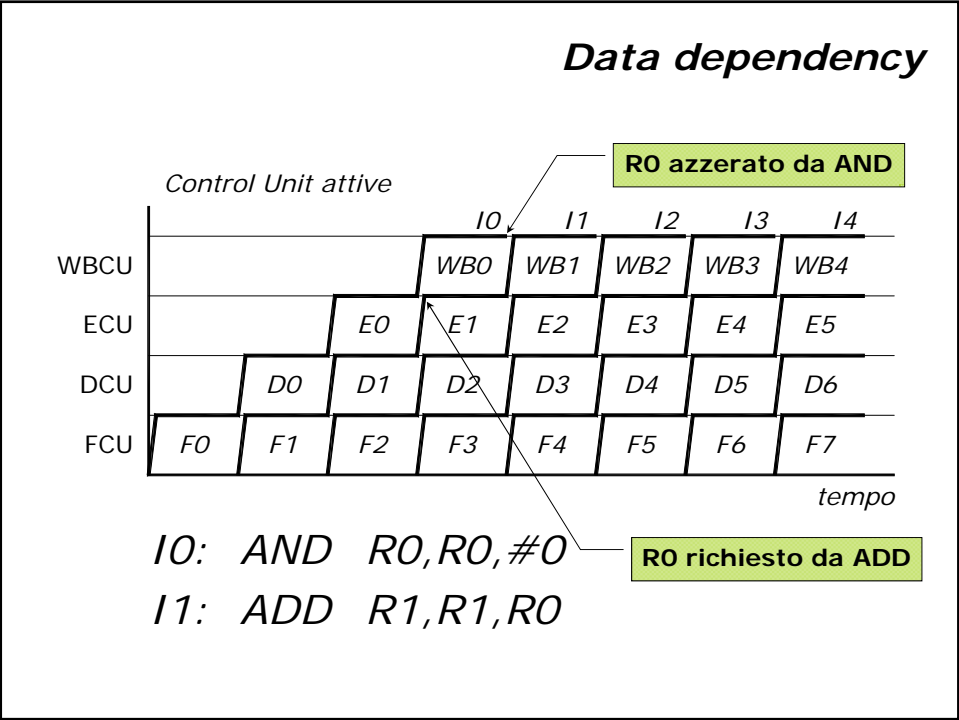 Data dependency
R0 azzerato da AND
Control Unit attive
I0 I1 I2 I3 I4
WBCU WB0 WB1 WB2 WB3 WB4
ECU E0 E1 E2 E3 E4 E5
DCU D0 D1 D2 D3 D4 D5 D6
FCU F0 F1 F2 F3 F4 F5 F6 F7
tempo
I0: AND R0,R0,#0
R0 richiesto da ADD
I1: ADD R1,R1,R0